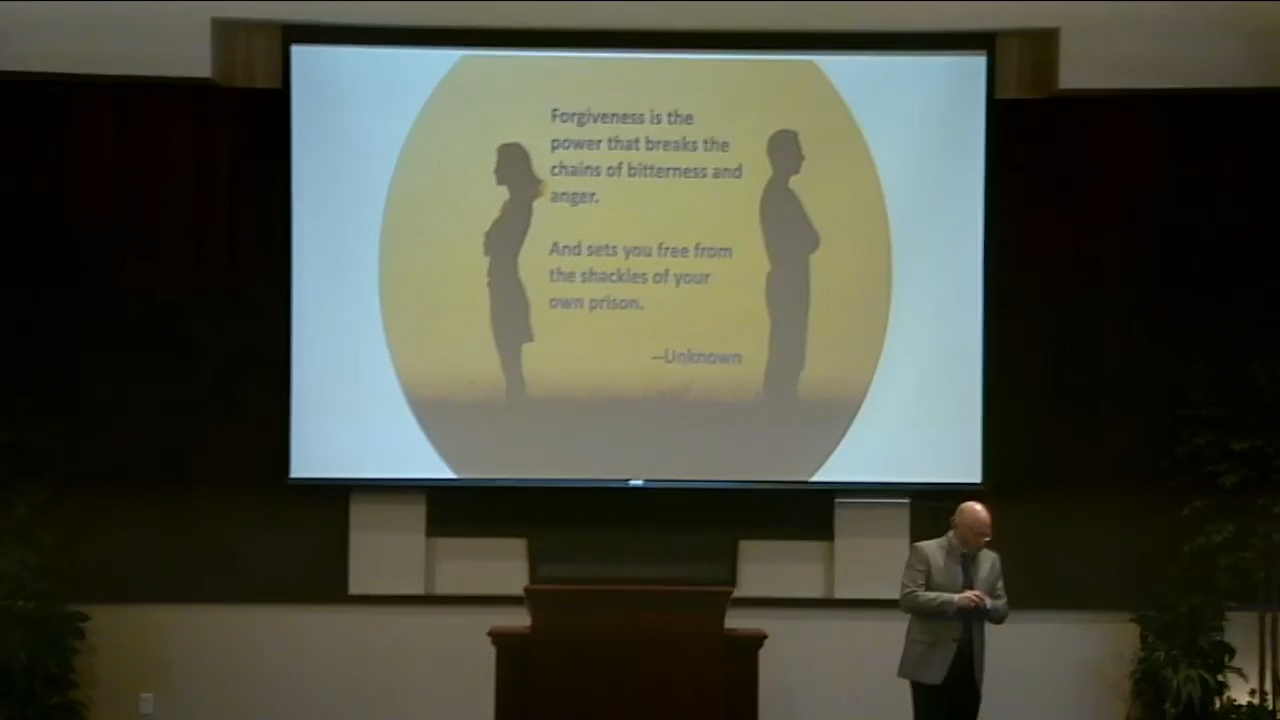 Forgiveness is the
power that breaks the
chains of bitterness and
anger.
And sets you free from
the shackles of your
own prison.
--Unknown